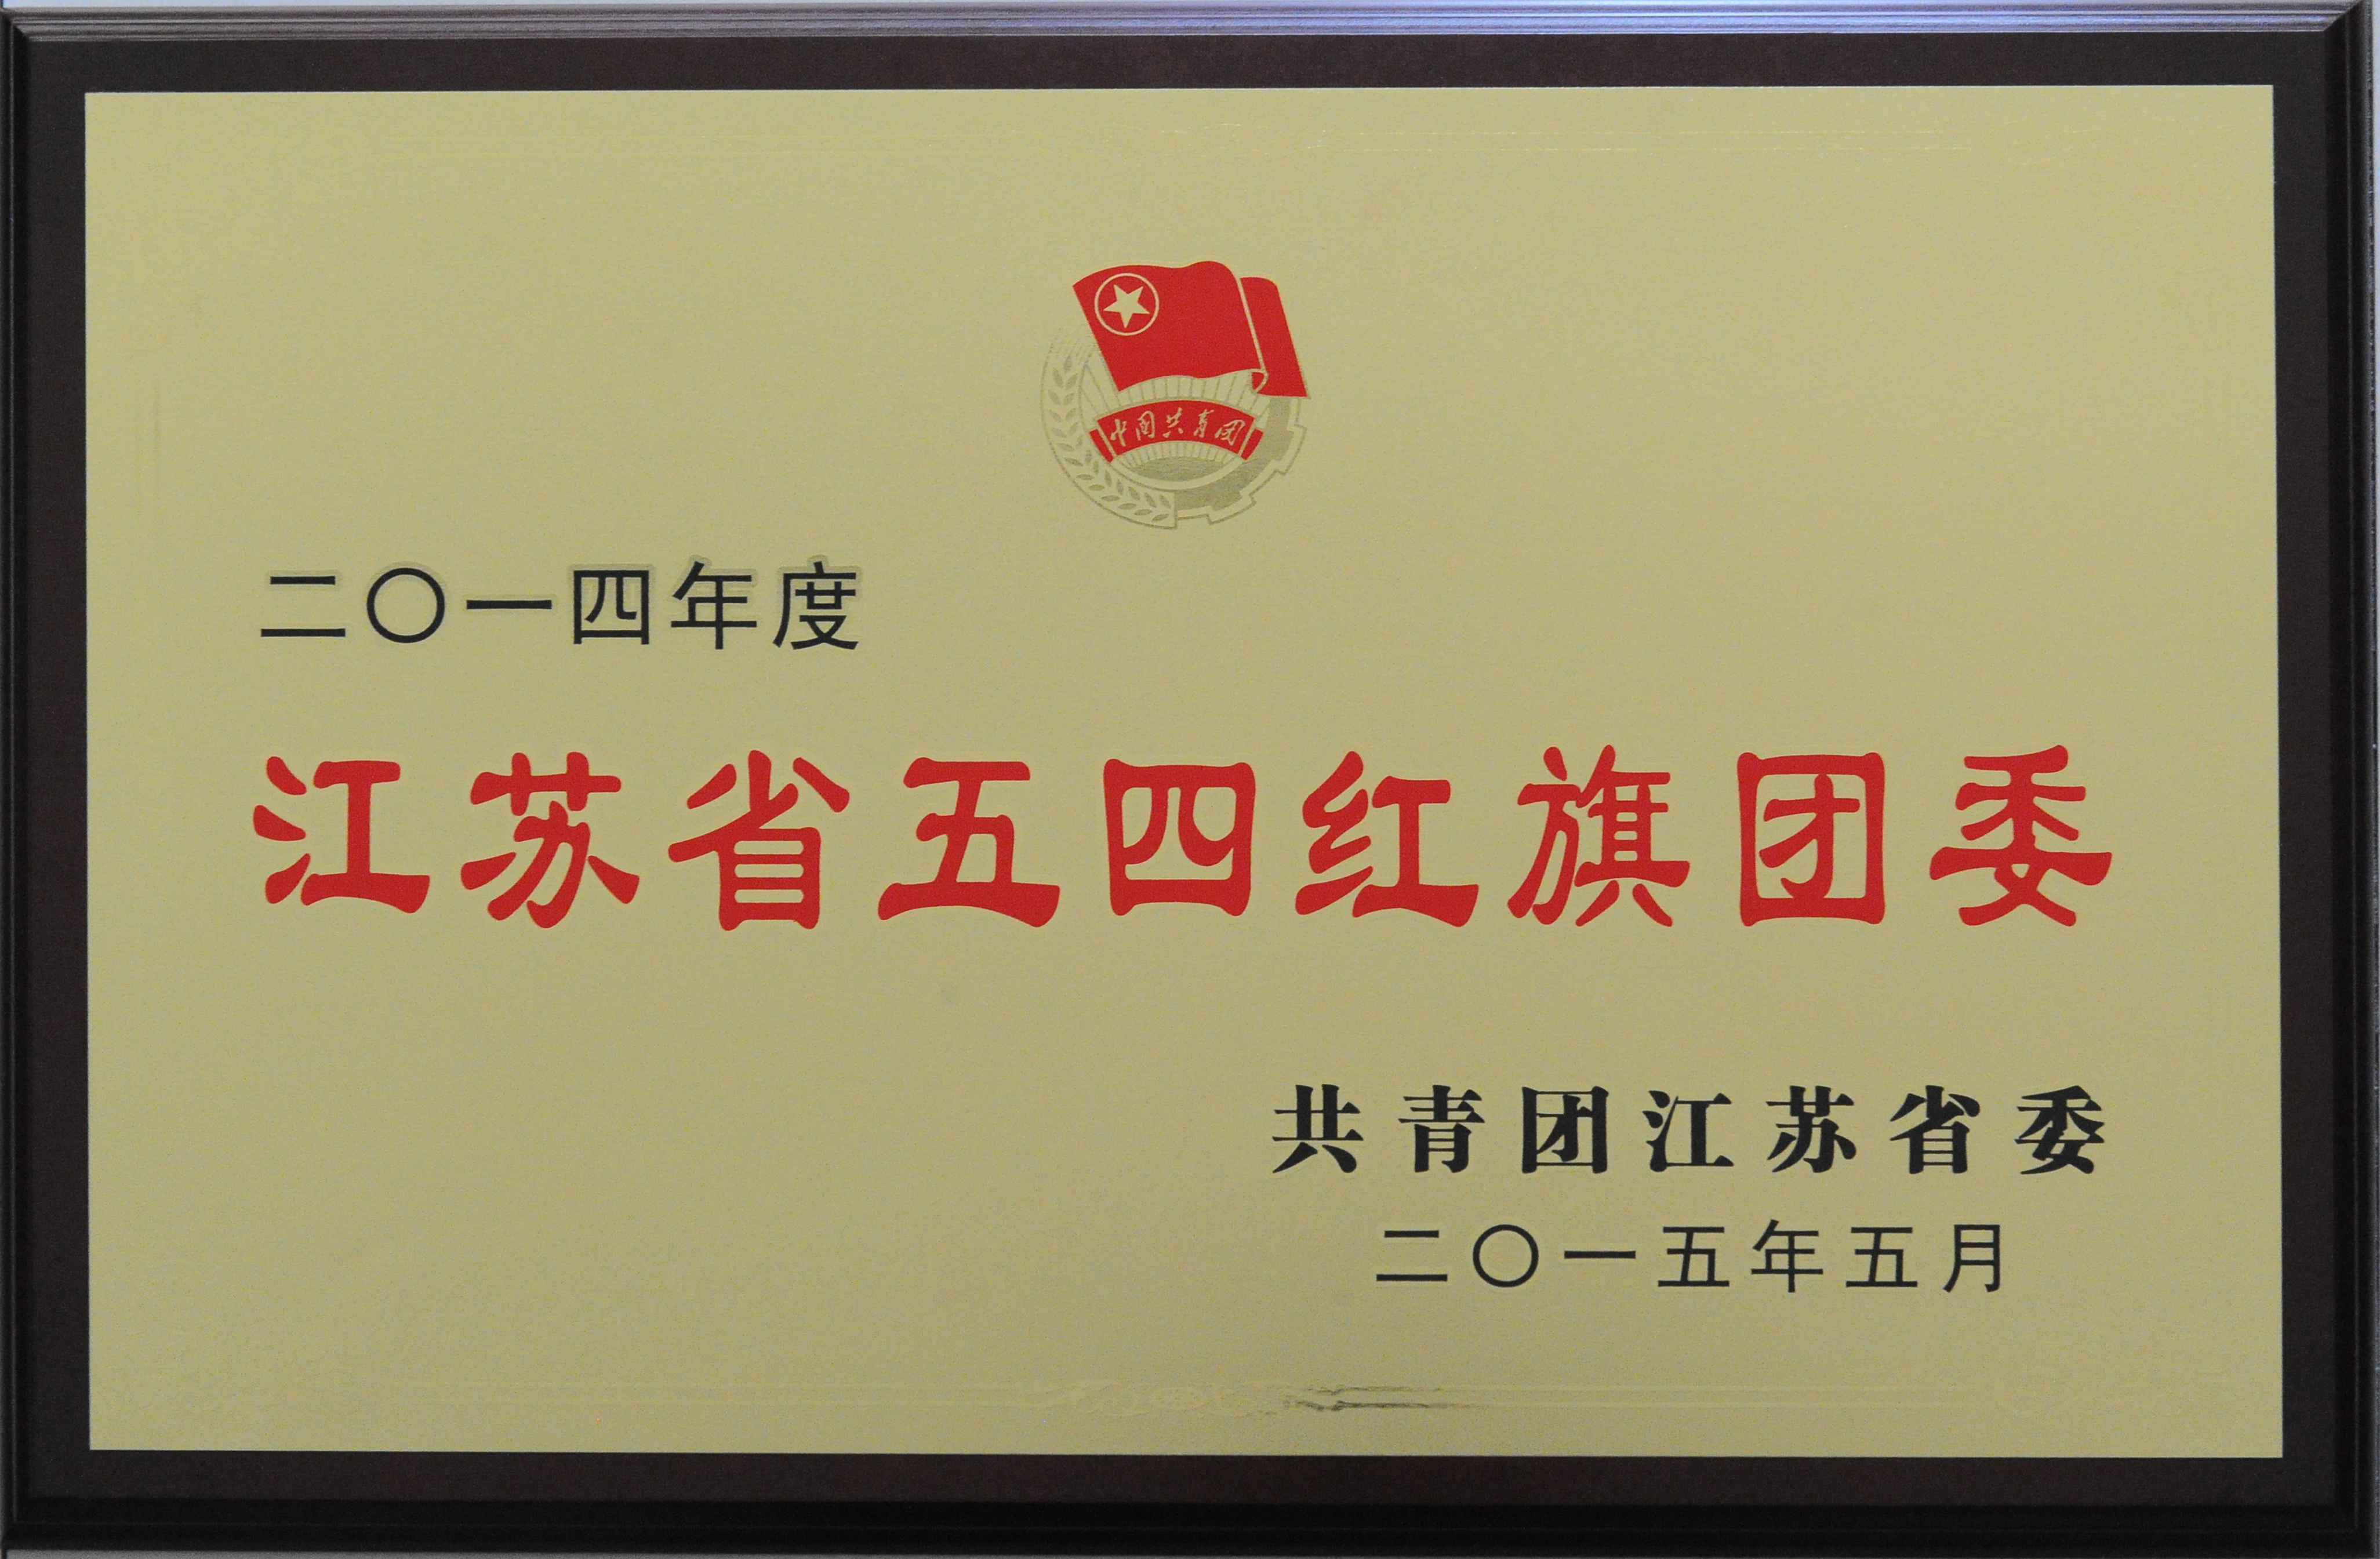 中国共青团
二〇一四年度
江苏省五四红旗团委
共青团江苏省委
二〇一五年五月